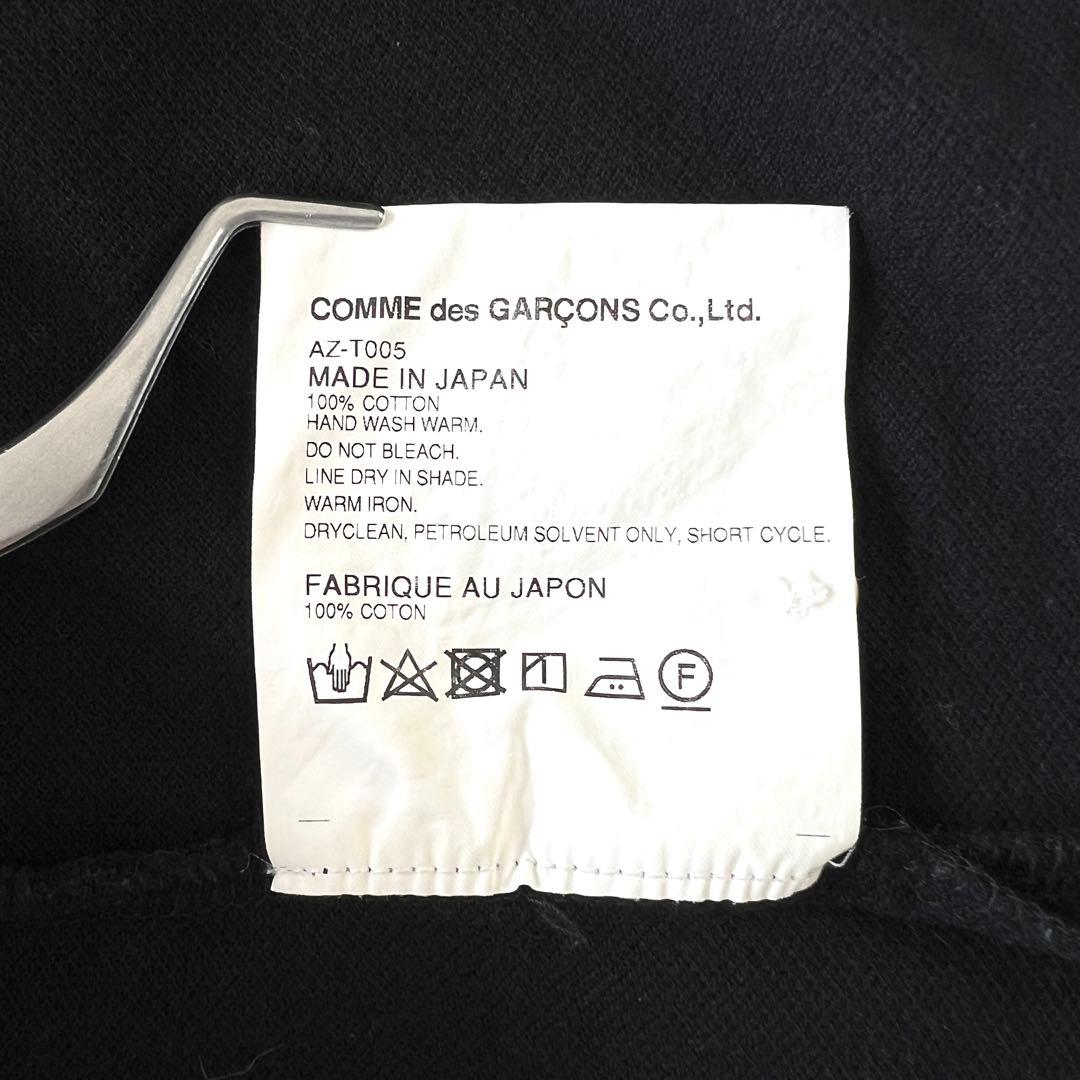 COMME des GARÇONS Co.,Ltd.
AZ-T005
MADE IN JAPAN
100% COTTON
HAND WASH WARM.
DO NOT BLEACH.
LINE DRY IN SHADE.
WARM IRON.
DRYCLEAN, PETROLEUM SOLVENT ONLY, SHORT CYCLE.
FABRIQUE AU JAPON
100% COTON
F